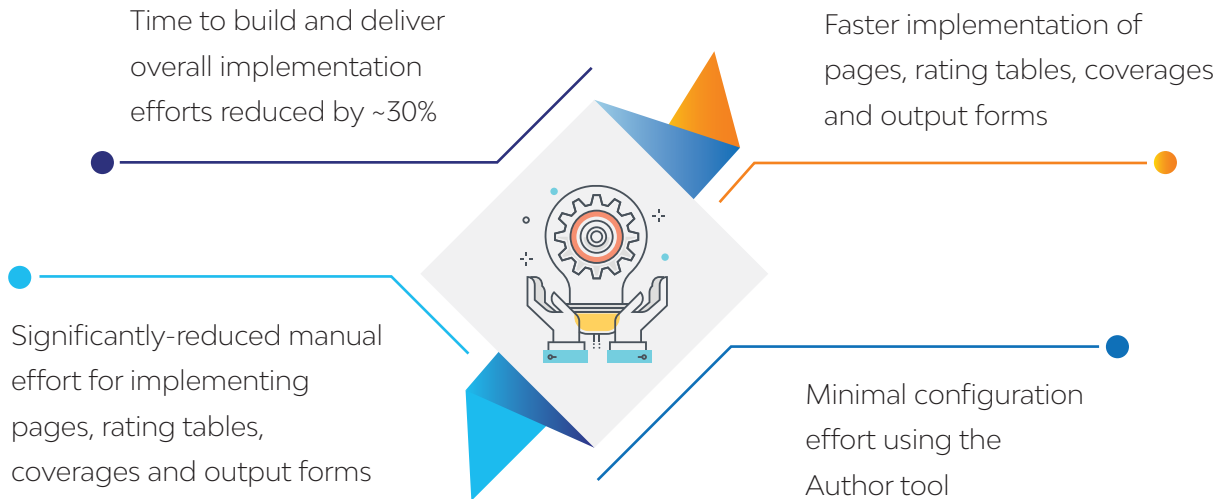 Time to build and deliver
overall implementation
efforts reduced by ~30%
Faster implementation of
pages, rating tables, coverages
and output forms
Significantly-reduced manual
effort for implementing
pages, rating tables,
coverages and output forms
Minimal configuration
effort using the
Author tool